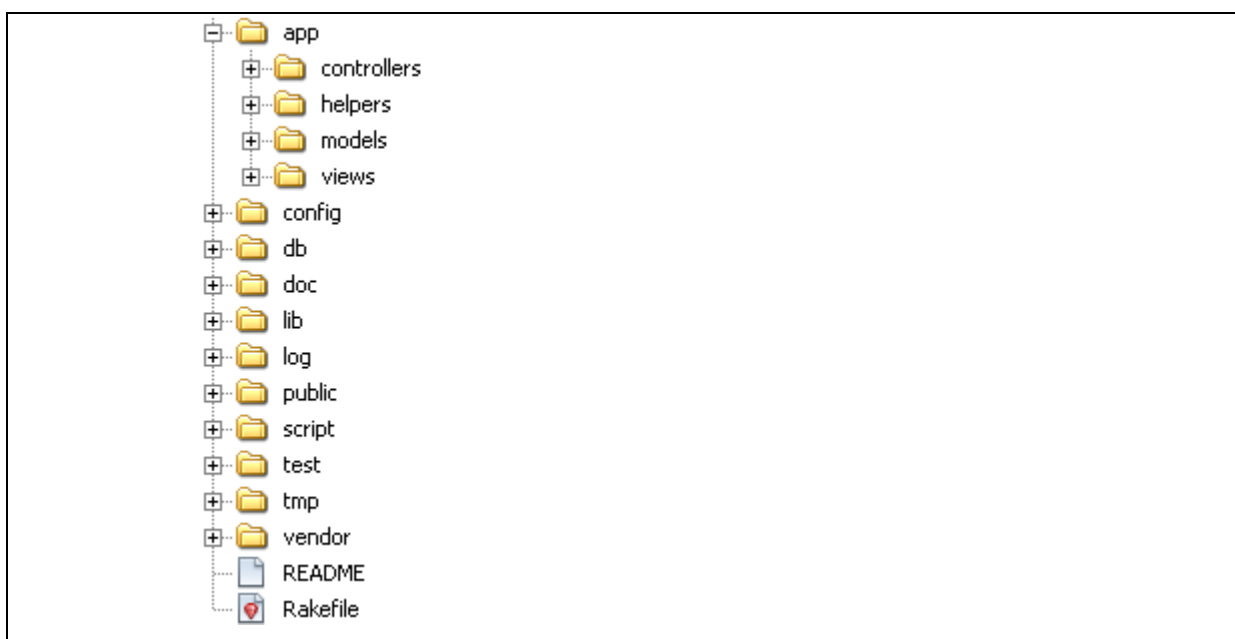 app
controllers
helpers
models
views
config
db
doc
lib
log
public
script
test
tmp
vendor
README
Rakefile